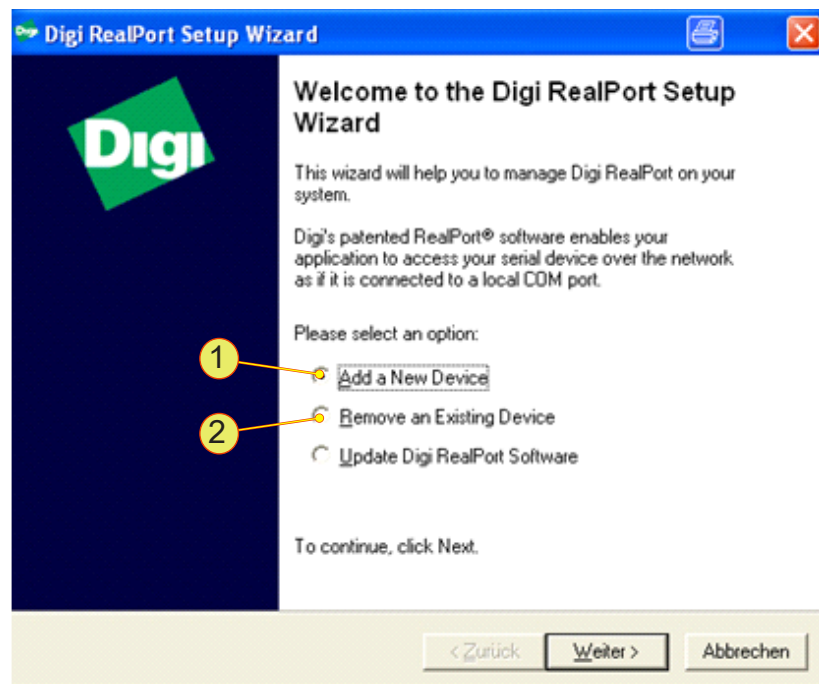 Digi RealPort Setup Wizard
Digi
Welcome to the Digi RealPort Setup
Wizard
This wizard will help you to manage Digi RealPort on your
system.
Digi's patented RealPort® software enables your
application to access your serial device over the network
as if it is connected to a local COM port.
Please select an option:
1
Add a New Device
2
Remove an Existing Device
Update Digi RealPort Software
To continue, click Next.
< Zurück
Weiter >
Abbrechen